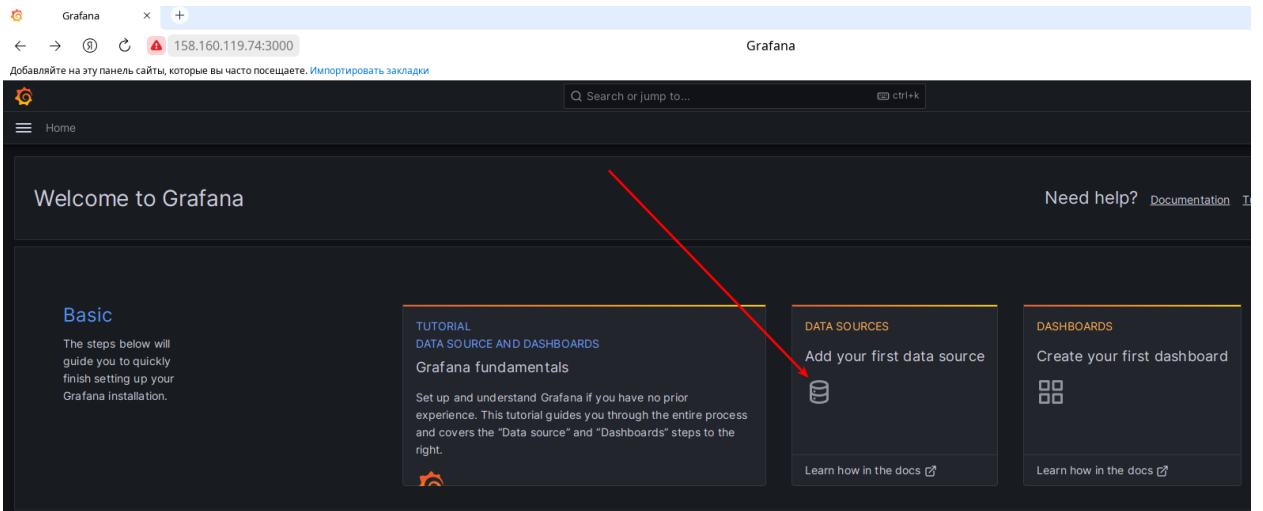 Grafana
158.160.119.74:3000
Grafana
Добавляйте на эту панель сайты, которые вы часто посещаете. Импортировать закладки
Search or jump to...
ctrl+k
Home
Welcome to Grafana
Need help?
Documentation
Basic
The steps below will
guide you to quickly
finish setting up your
Grafana installation.
TUTORIAL
DATA SOURCE AND DASHBOARDS
Grafana fundamentals
Set up and understand Grafana if you have no prior
experience. This tutorial guides you through the entire process
and covers the “Data source” and “Dashboards” steps to the
right.
DATA SOURCES
Add your first data source
Learn how in the docs
DASHBOARDS
Create your first dashboard
Learn how in the docs